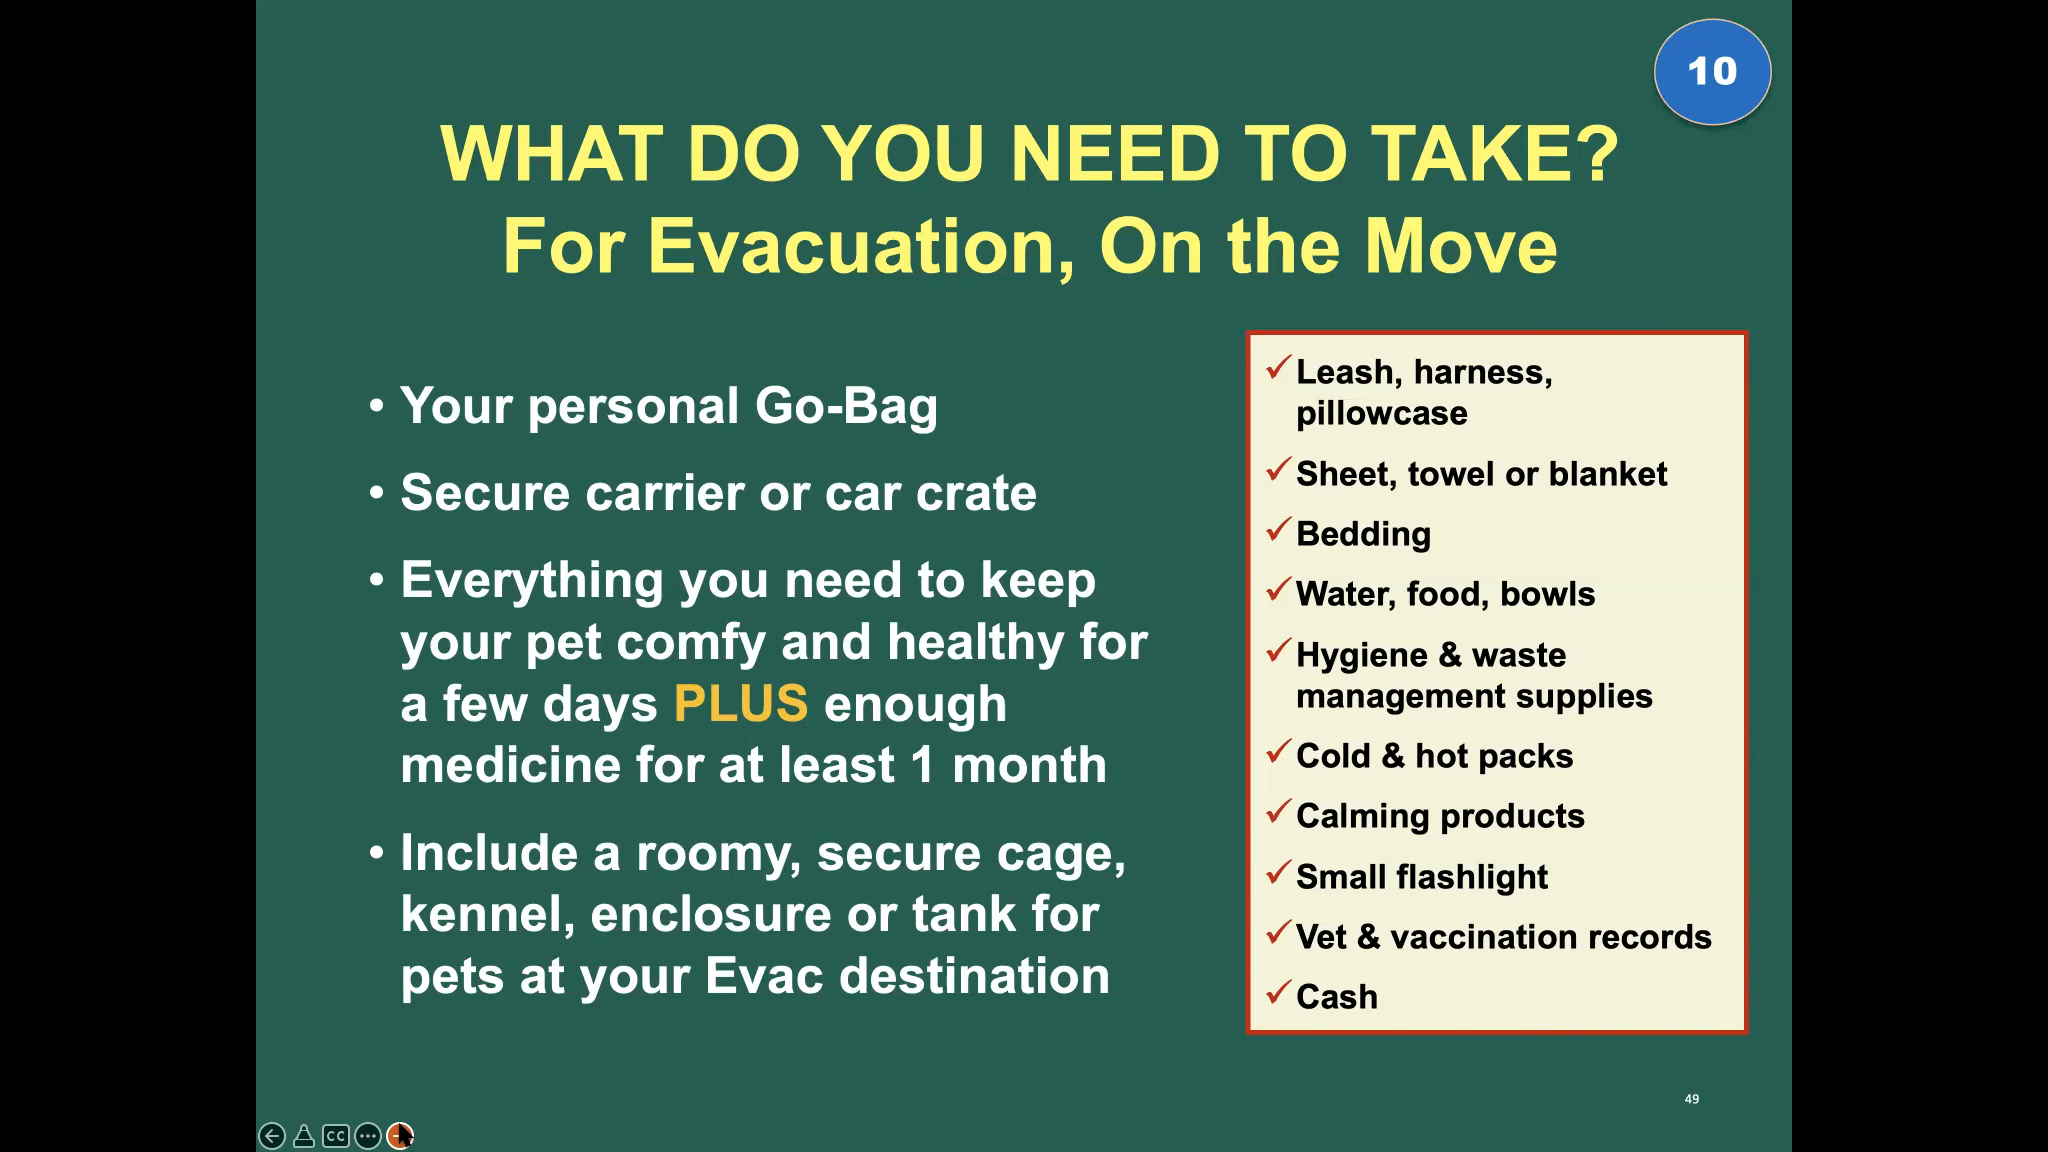 10
WHAT DO YOU NEED TO TAKE?
For Evacuation, On the Move
• Your personal Go-Bag
• Secure carrier or car crate
• Everything you need to keep
your pet comfy and healthy for
a few days PLUS enough
medicine for at least 1 month
• Include a roomy, secure cage,
kennel, enclosure or tank for
pets at your Evac destination
✓Leash, harness,
pillowcase
✓Sheet, towel or blanket
✓Bedding
✓Water, food, bowls
✓Hygiene & waste
management supplies
✓Cold & hot packs
✓Calming products
✓Small flashlight
✓Vet & vaccination records
✓Cash
49
CC